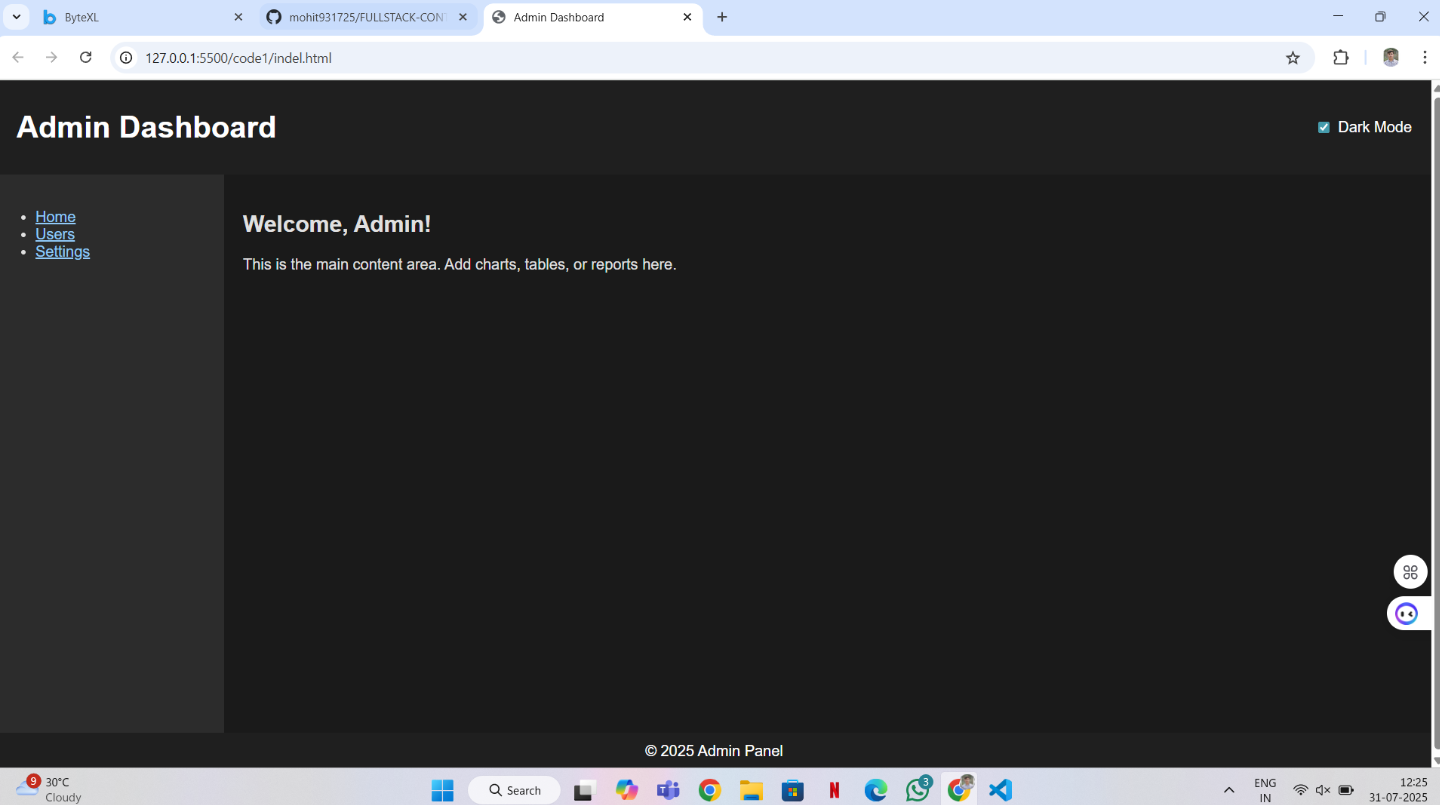 ByteXL
mohit931725/FULLSTACK-CON
Admin Dashboard
127.0.0.1:5500/code1/indel.html
Admin Dashboard
Dark Mode
Home
Users
Settings
Welcome, Admin!
This is the main content area. Add charts, tables, or reports here.
© 2025 Admin Panel
9
30°C
Cloudy
Search
3
ENG
IN
12:25
31-07-2025